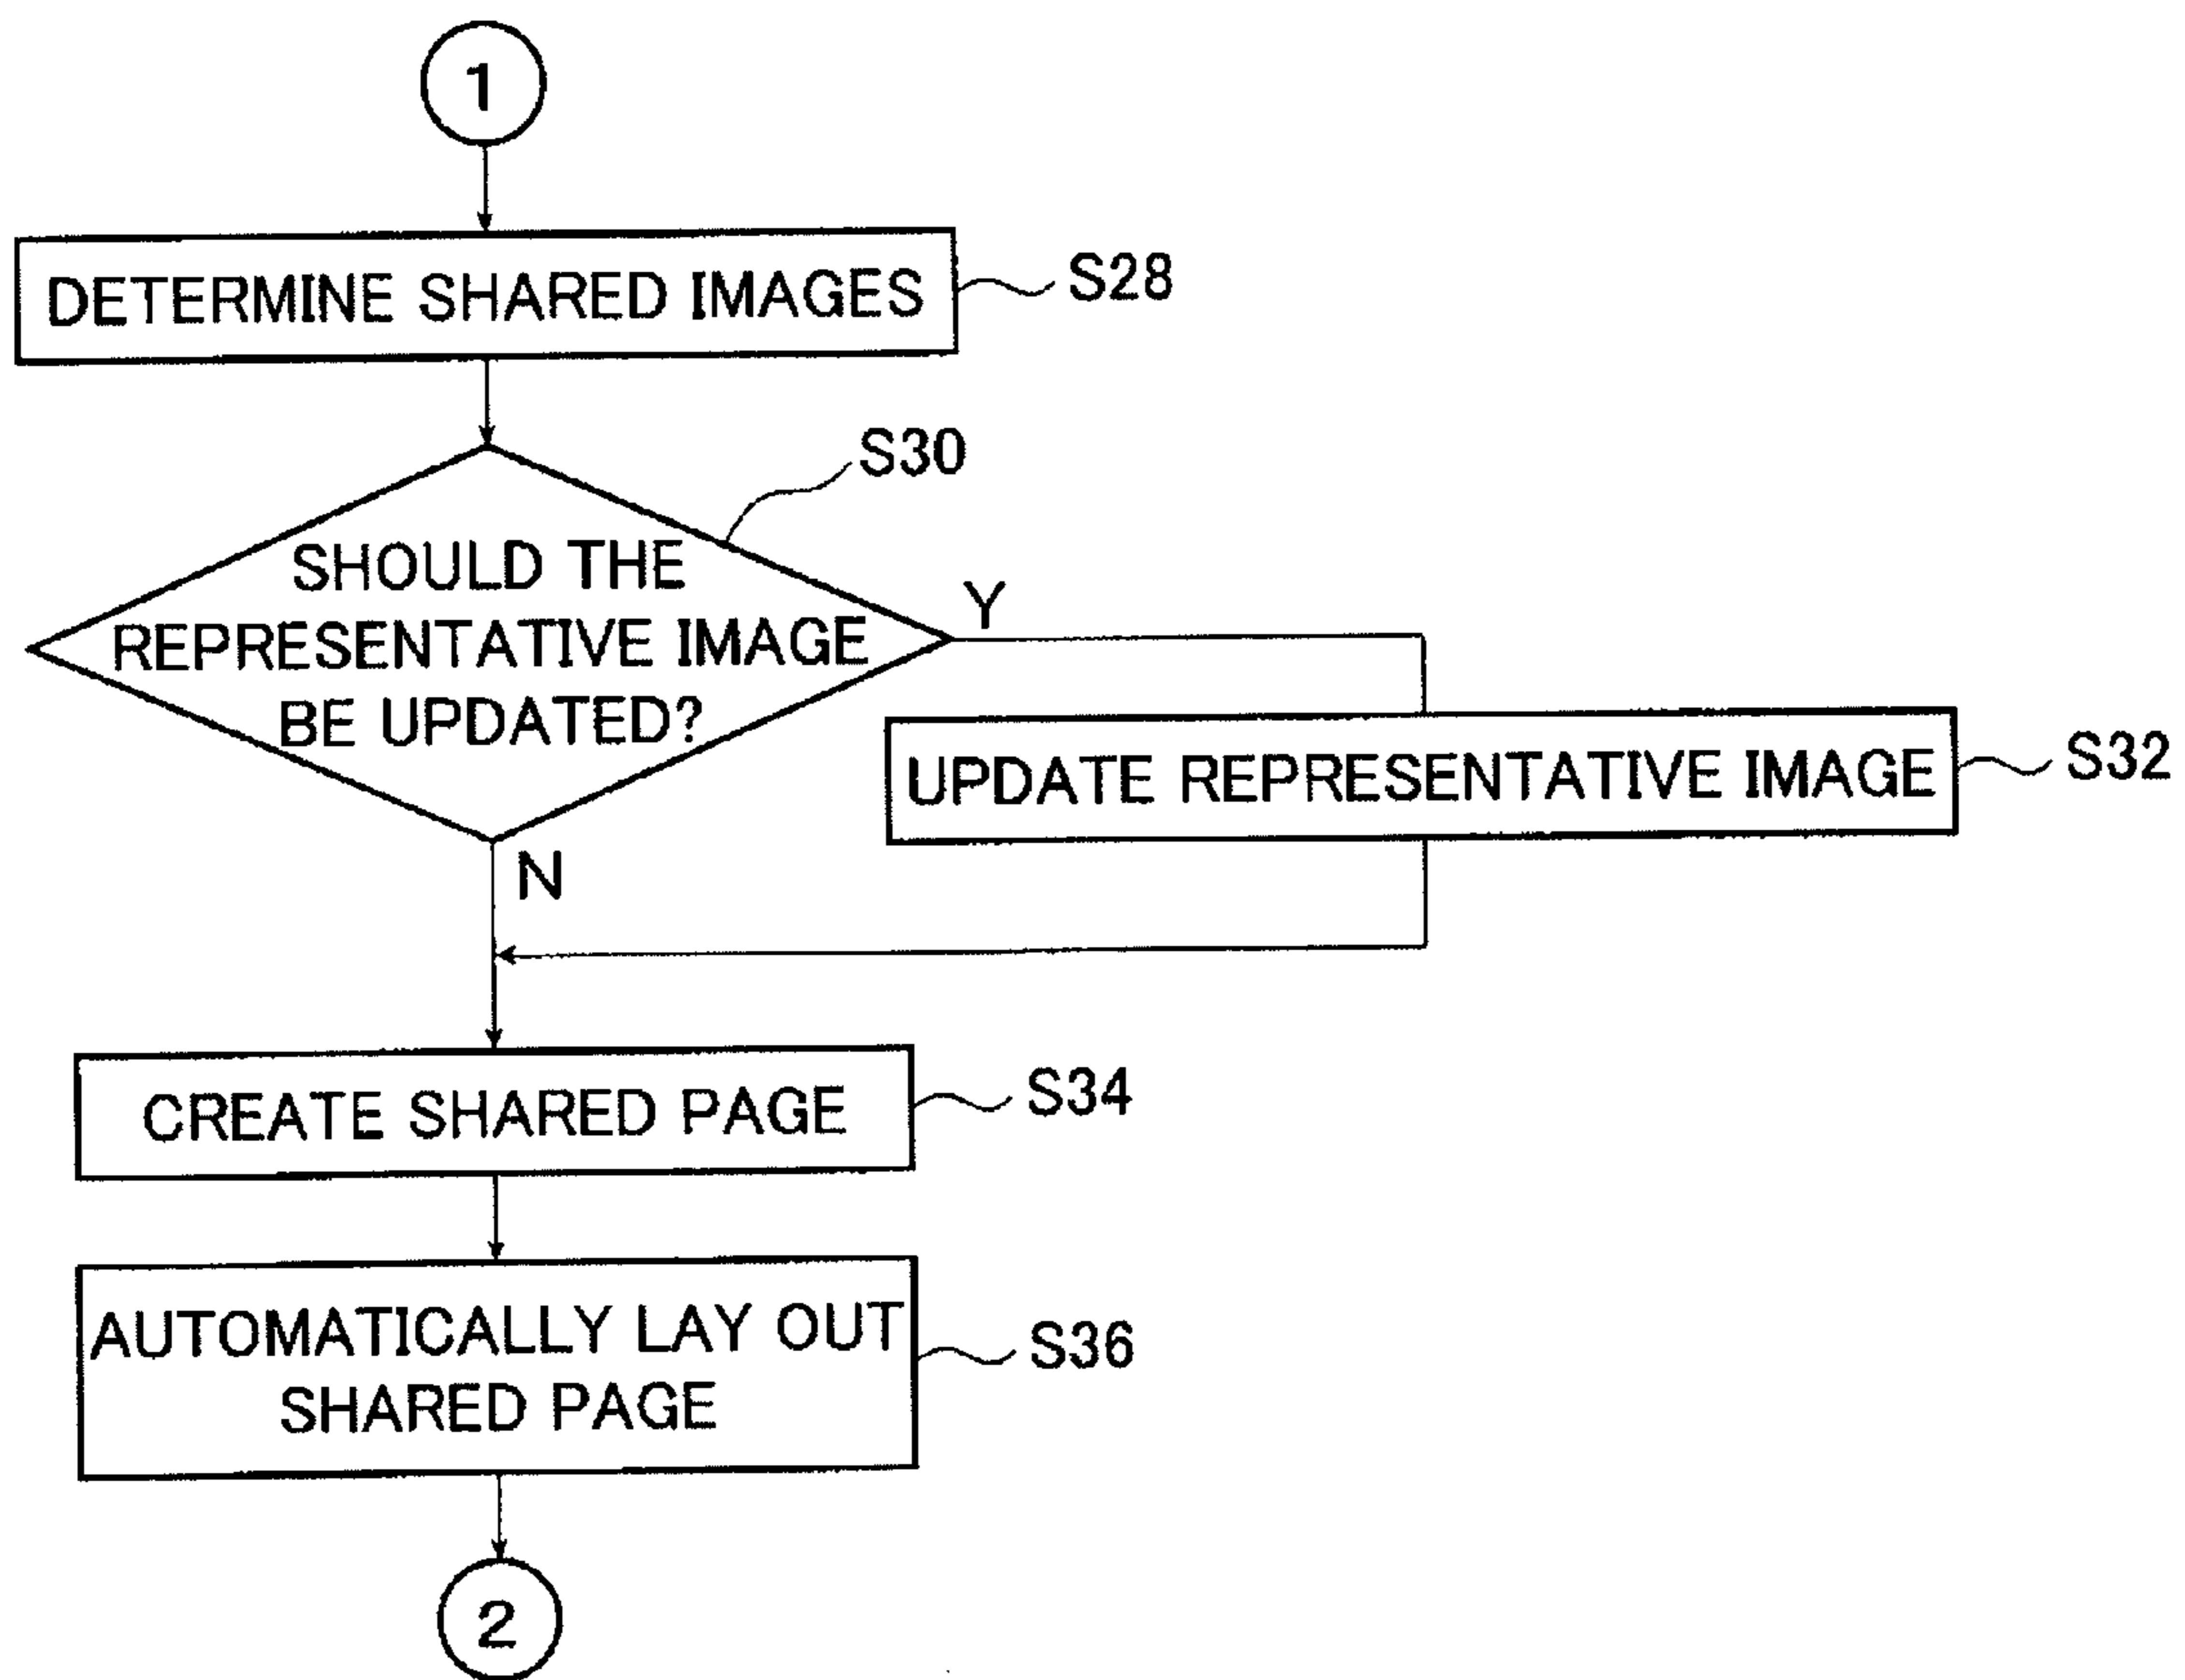 1
DETERMINE SHARED IMAGES
S28
S30
SHOULD THE
REPRESENTATIVE IMAGE
BE UPDATED?
Y
UPDATE REPRESENTATIVE IMAGE
S32
N
CREATE SHARED PAGE
S34
AUTOMATICALLY LAY OUT
SHARED PAGE
S36
2